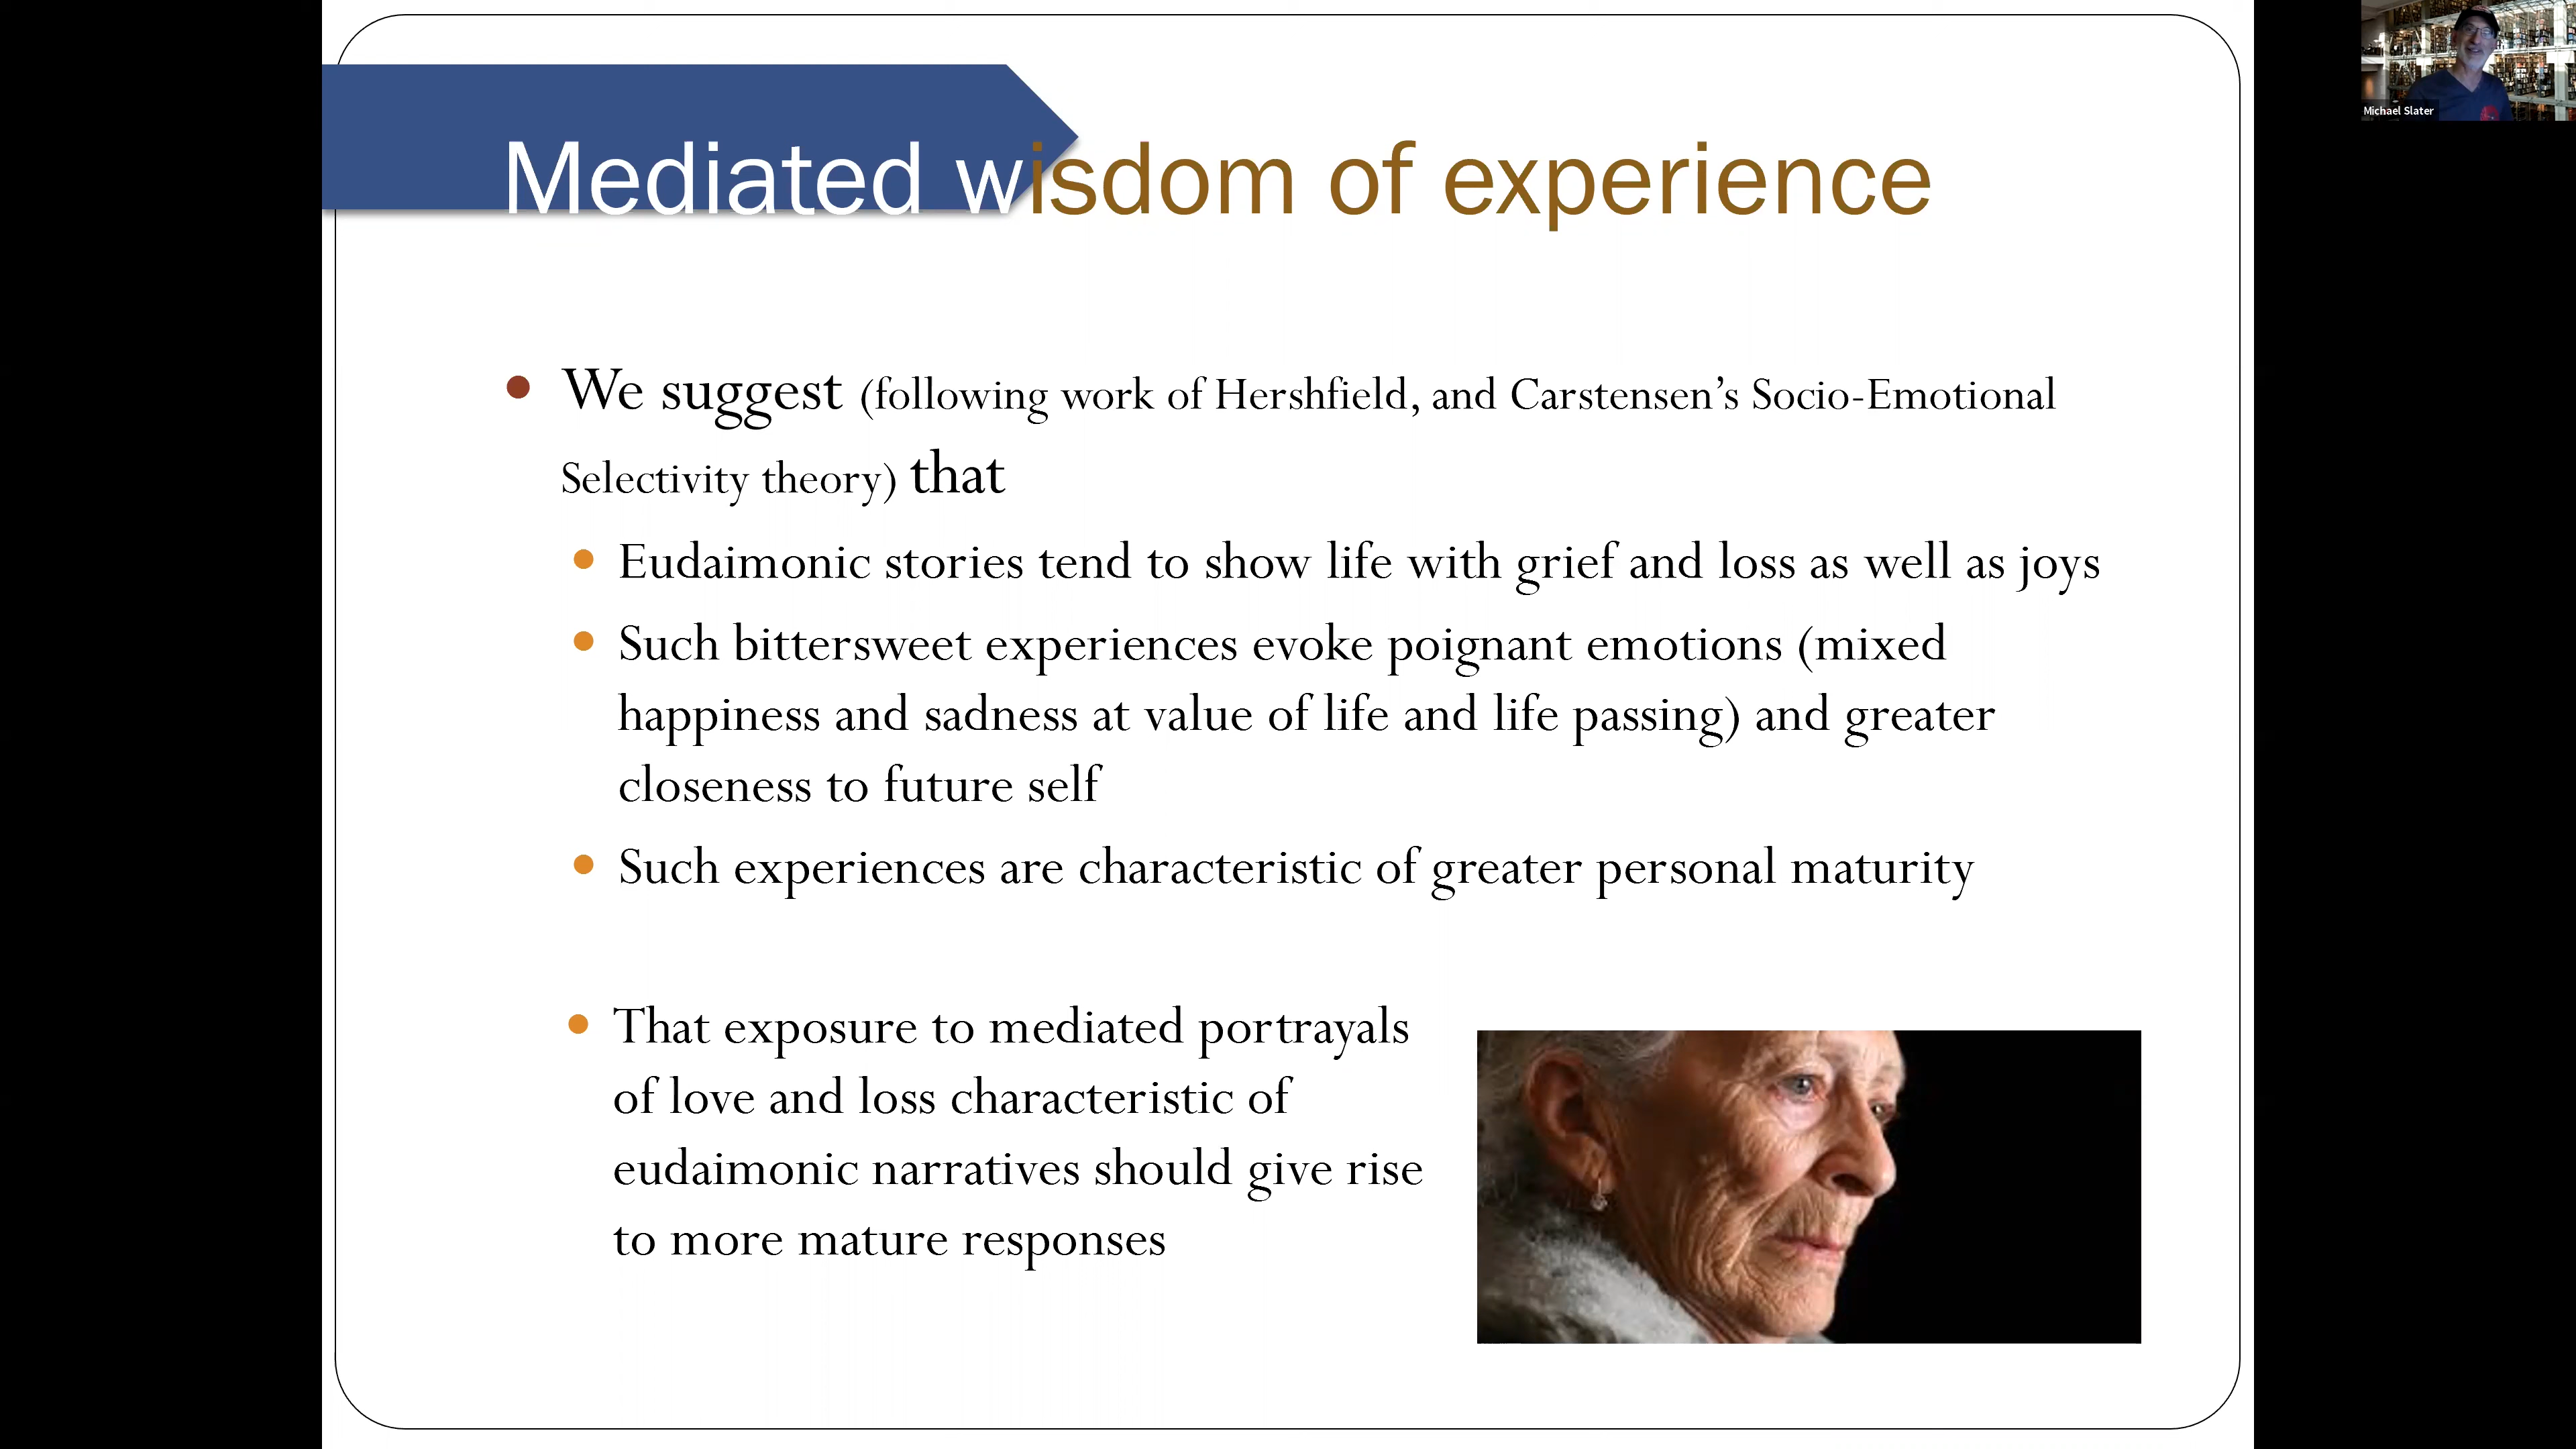 Mediated wisdom of experience
Michael Slater
We suggest (following work of Hershfield, and Carstensen’s Socio-Emotional
Selectivity theory) that
Eudaimonic stories tend to show life with grief and loss as well as joys
Such bittersweet experiences evoke poignant emotions (mixed
happiness and sadness at value of life and life passing) and greater
closeness to future self
Such experiences are characteristic of greater personal maturity
That exposure to mediated portrayals
of love and loss characteristic of
eudaimonic narratives should give rise
to more mature responses